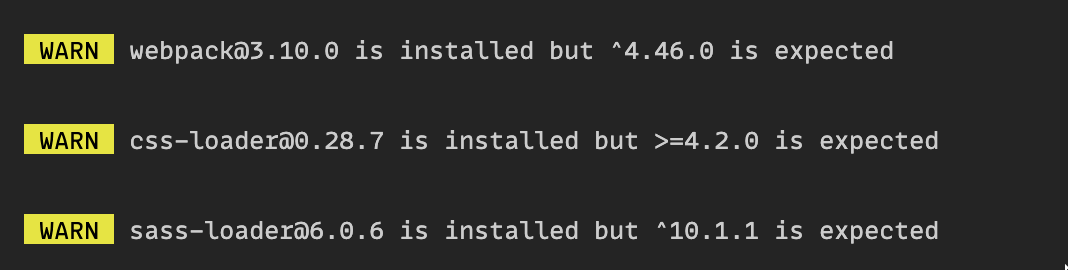 WARN webpack@3.10.0 is installed but ^4.46.0 is expected
WARN css-loader@0.28.7 is installed but >=4.2.0 is expected
WARN sass-loader@6.0.6 is installed but ^10.1.1 is expected